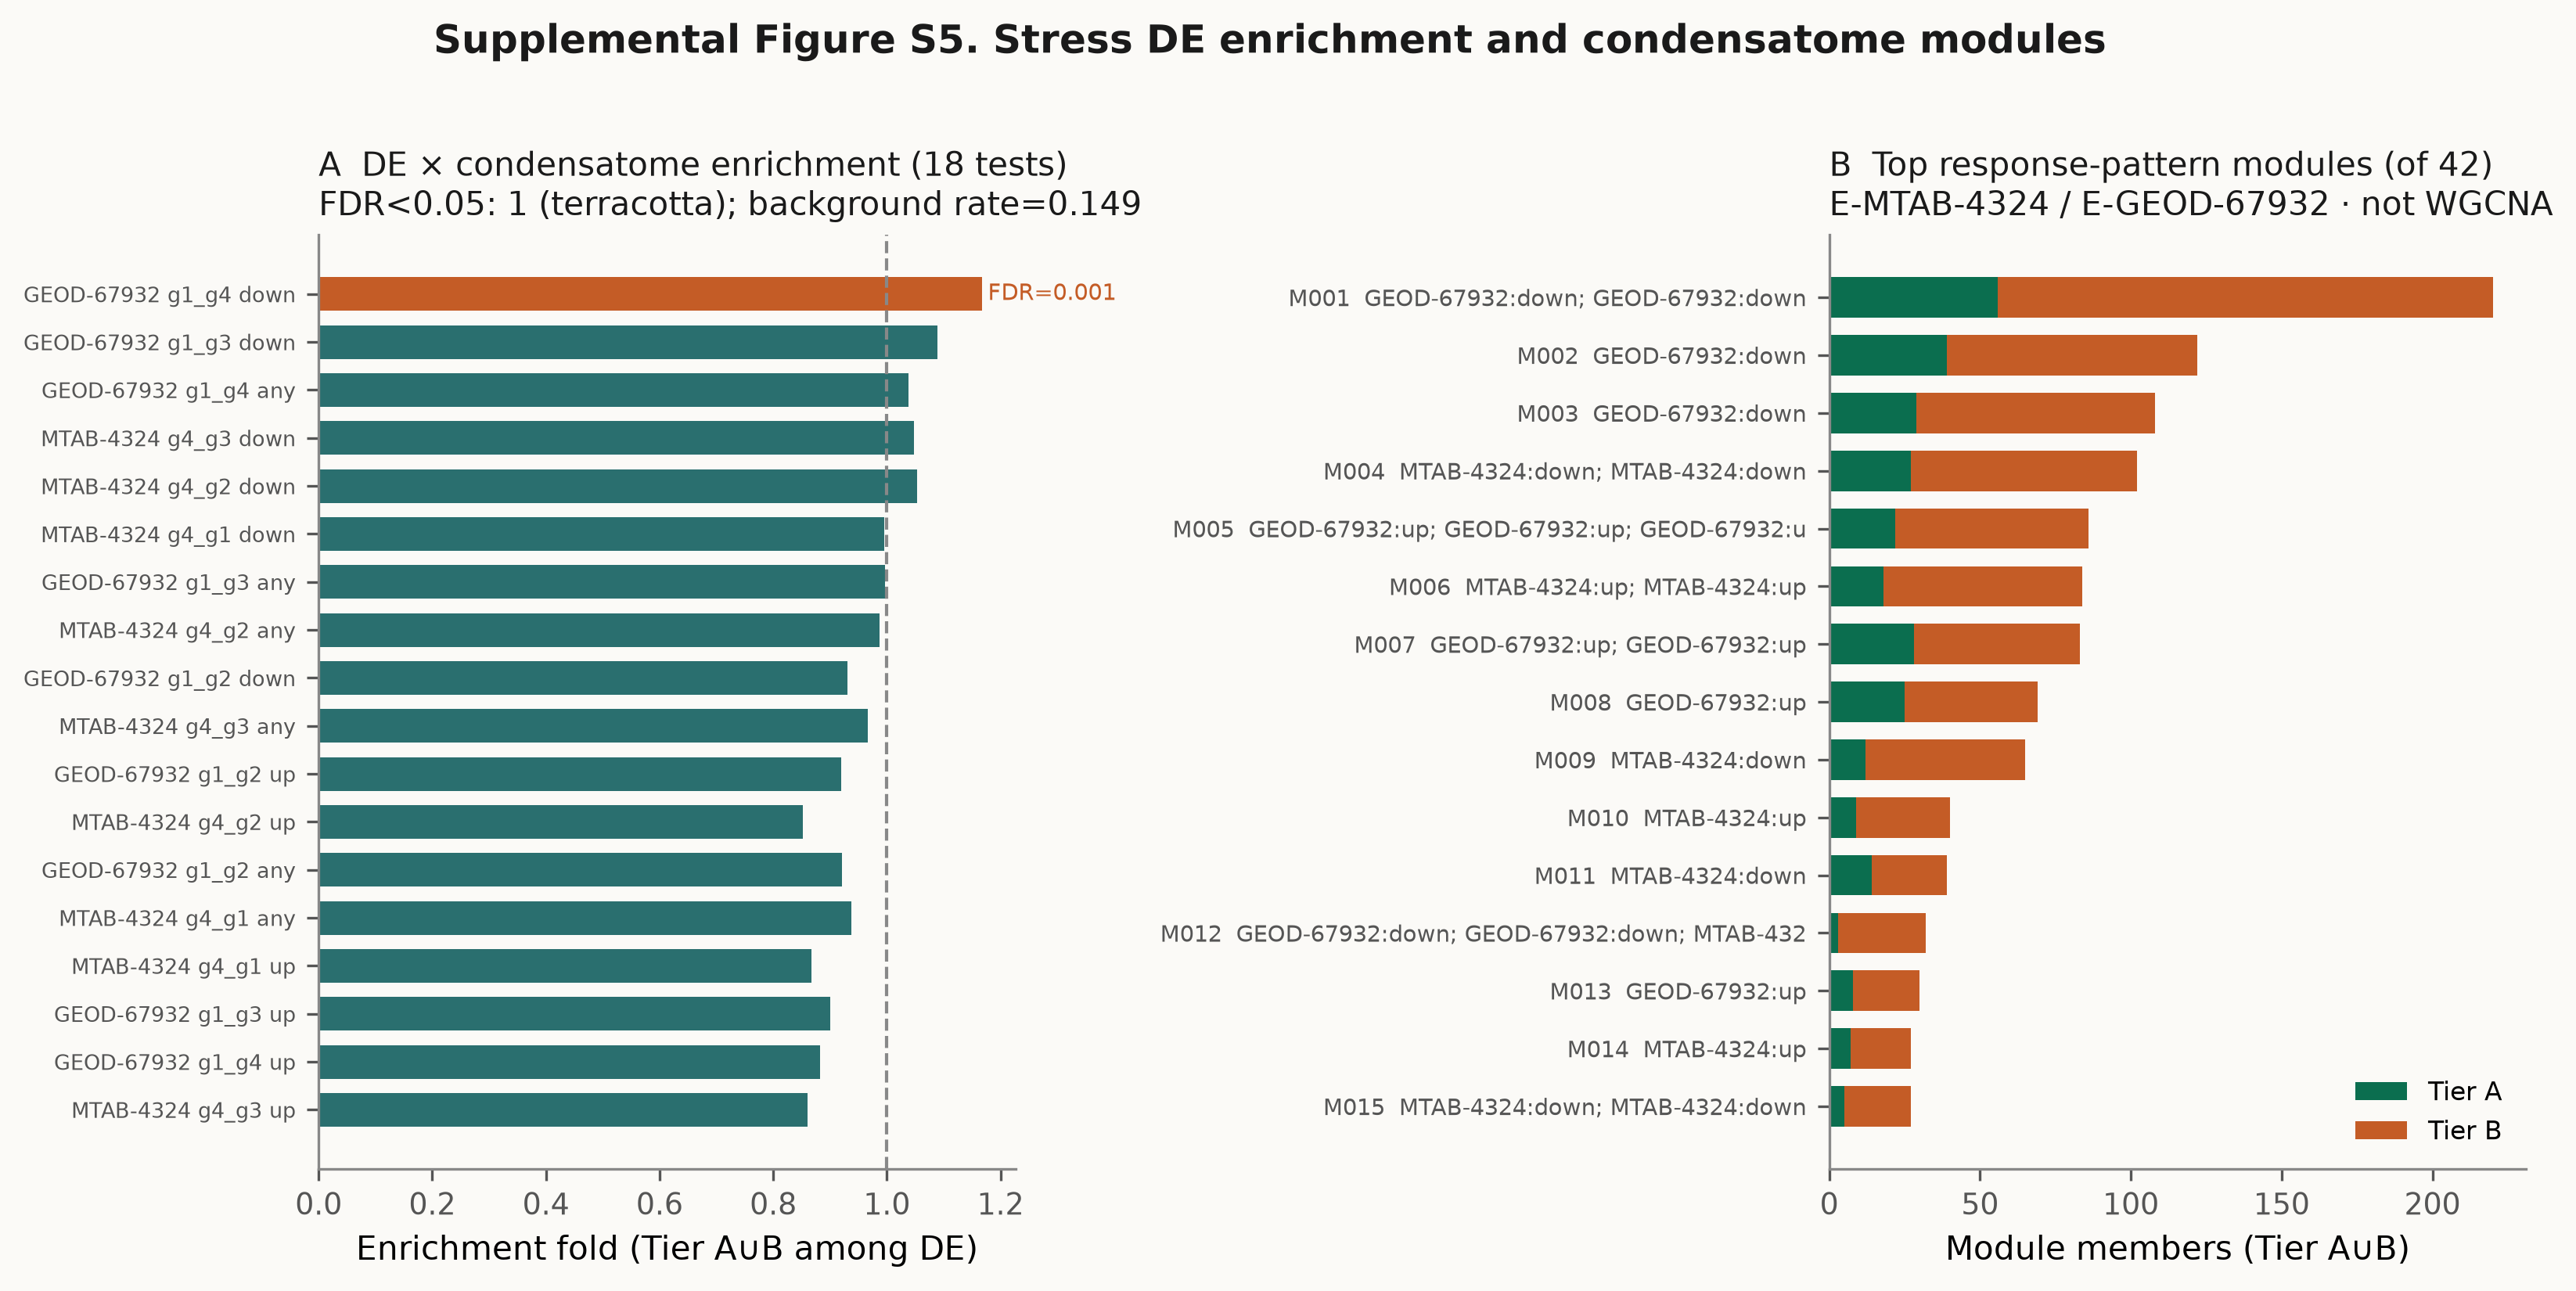 Supplemental Figure S5. Stress DE enrichment and condensatome modules
A  DE × condensatome enrichment (18 tests)
FDR<0.05: 1 (terracotta); background rate=0.149
GEOD-67932 g1_g4 down
FDR=0.001
GEOD-67932 g1_g3 down
GEOD-67932 g1_g4 any
MTAB-4324 g4_g3 down
MTAB-4324 g4_g2 down
MTAB-4324 g4_g1 down
GEOD-67932 g1_g3 any
MTAB-4324 g4_g2 any
GEOD-67932 g1_g2 down
MTAB-4324 g4_g3 any
GEOD-67932 g1_g2 up
MTAB-4324 g4_g2 up
GEOD-67932 g1_g2 any
MTAB-4324 g4_g1 any
MTAB-4324 g4_g1 up
GEOD-67932 g1_g3 up
GEOD-67932 g1_g4 up
MTAB-4324 g4_g3 up
0.0 0.2 0.4 0.6 0.8 1.0 1.2
Enrichment fold (Tier A∪B among DE)
B  Top response-pattern modules (of 42)
E-MTAB-4324 / E-GEOD-67932 · not WGCNA
M001  GEOD-67932:down; GEOD-67932:down
M002  GEOD-67932:down
M003  GEOD-67932:down
M004  MTAB-4324:down; MTAB-4324:down
M005  GEOD-67932:up; GEOD-67932:up; GEOD-67932:u
M006  MTAB-4324:up; MTAB-4324:up
M007  GEOD-67932:up; GEOD-67932:up
M008  GEOD-67932:up
M009  MTAB-4324:down
M010  MTAB-4324:up
M011  MTAB-4324:down
M012  GEOD-67932:down; GEOD-67932:down; MTAB-432
M013  GEOD-67932:up
M014  MTAB-4324:up
M015  MTAB-4324:down; MTAB-4324:down
Tier A
Tier B
0 50 100 150 200
Module members (Tier A∪B)